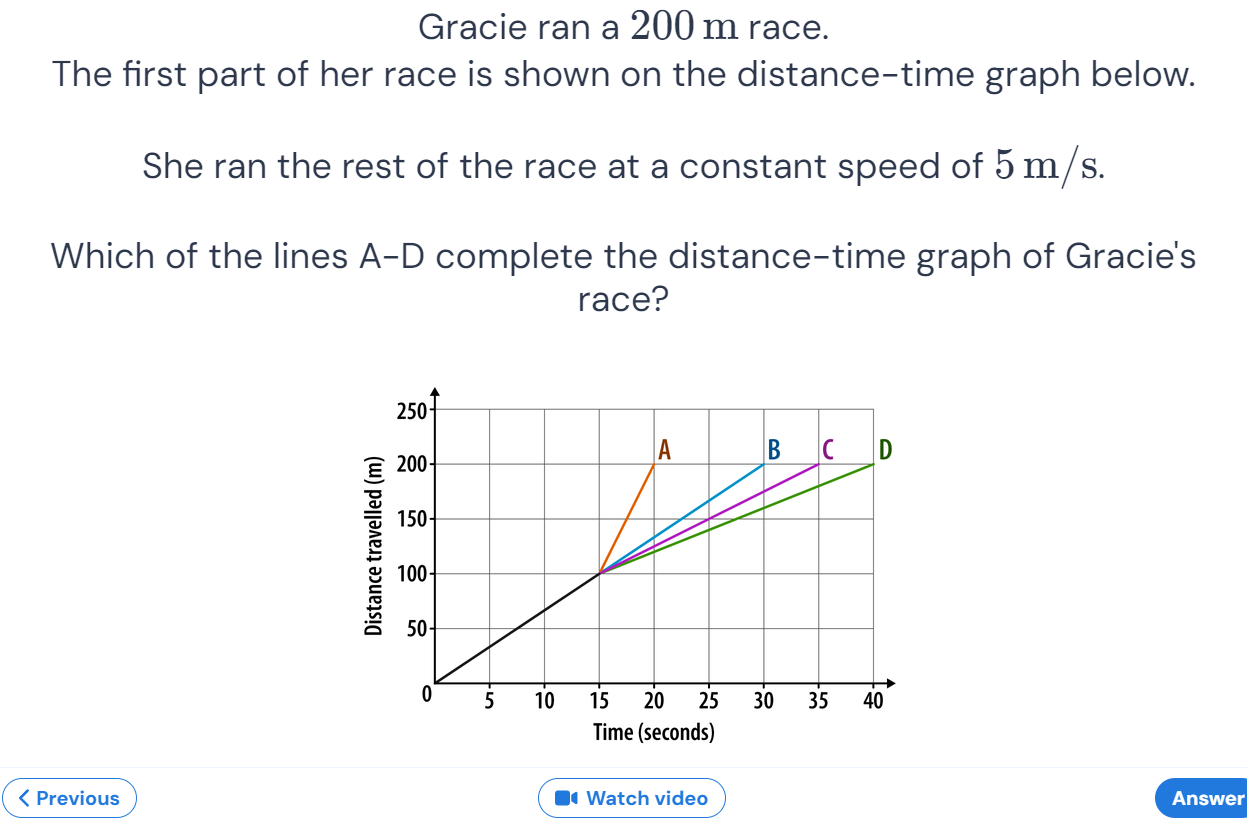 Gracie ran a 200 m race.
The first part of her race is shown on the distance-time graph below.
She ran the rest of the race at a constant speed of 5 m/s.
Which of the lines A-D complete the distance-time graph of Gracie's
race?
250
A
B
C
D
200
150
100
50
Distance travelled (m)
0
5 10 15 20 25 30 35 40
Time (seconds)
Previous
Watch video
Answer